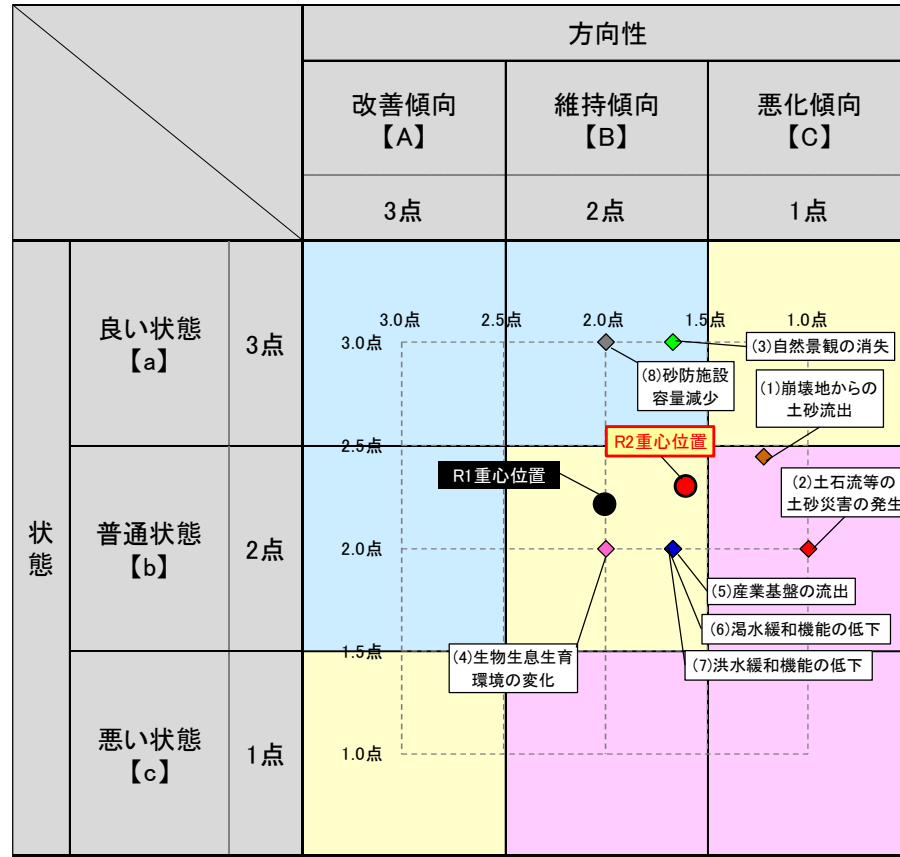 方向性
改善傾向
【A】
維持傾向
【B】
悪化傾向
【C】
3点
2点
1点
状
態
良い状態
【a】
3点
普通状態
【b】
2点
悪い状態
【c】
1点
3.0点
2.5点
2.0点
1.5点
1.0点
3.0点
2.5点
2.0点
1.5点
1.0点
(3)自然景観の消失
(8)砂防施設
容量減少
(1)崩壊地からの
土砂流出
R2重心位置
R1重心位置
(2)土石流等の
土砂災害の発生
(5)産業基盤の流出
(6)渇水緩和機能の低下
(4)生物生息生育
環境の変化
(7)洪水緩和機能の低下